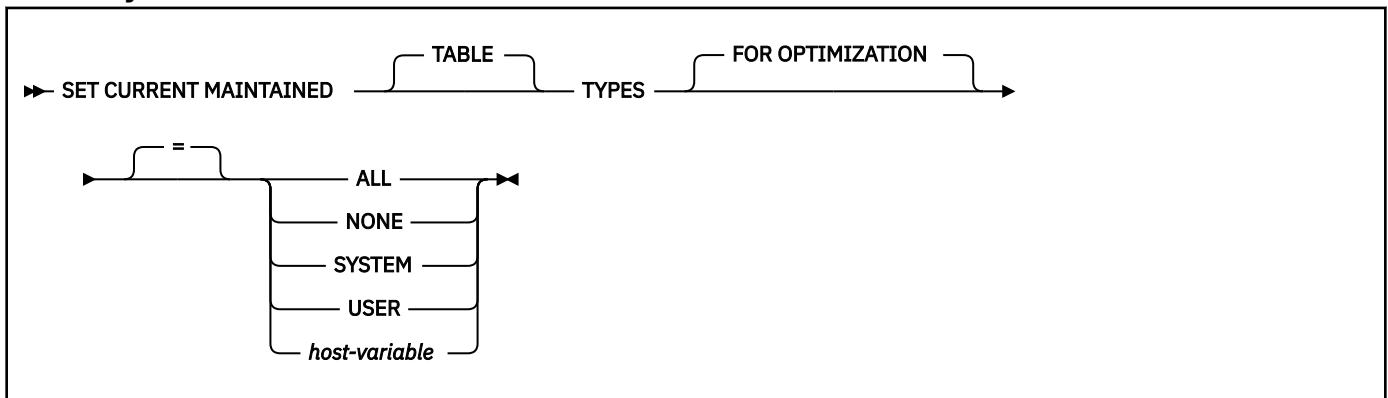 TABLE
FOR OPTIMIZATION
SET CURRENT MAINTAINED
TYPES
=
ALL
NONE
SYSTEM
USER
host-variable